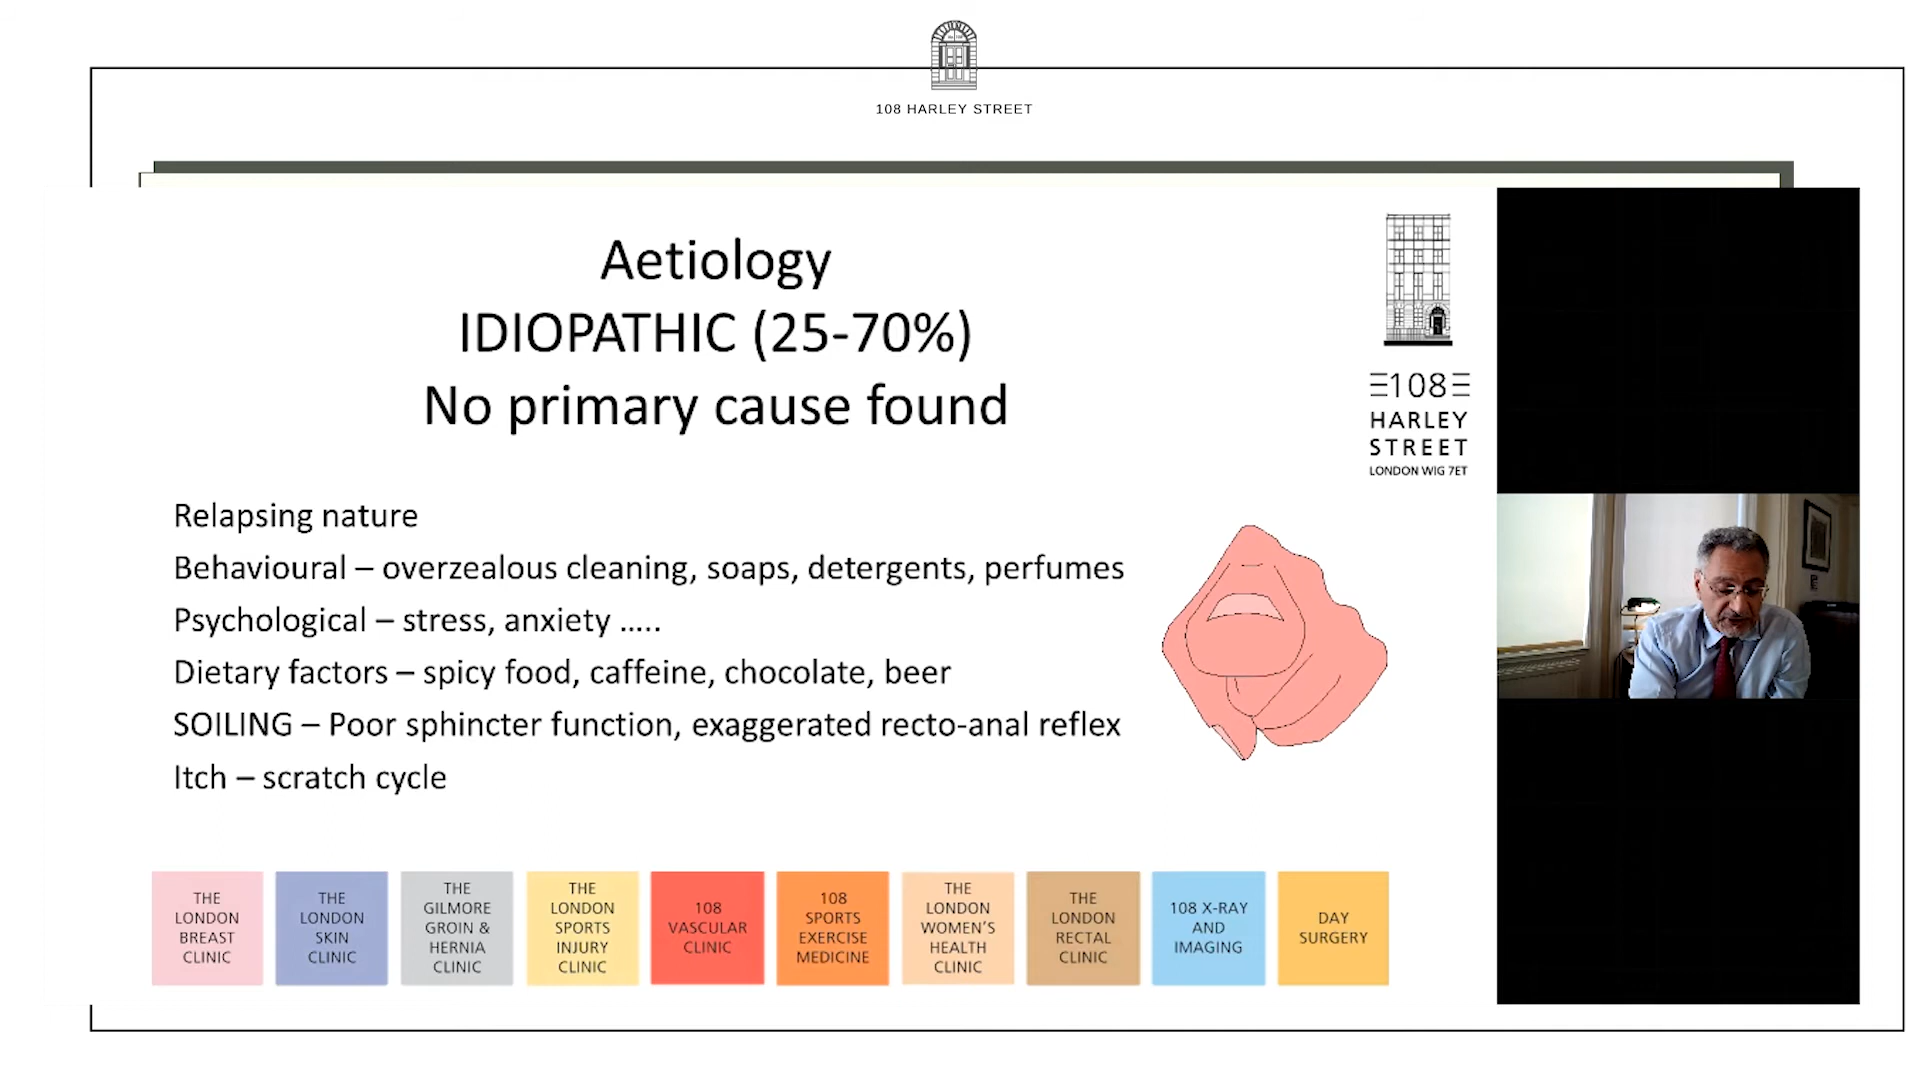 108 HARLEY STREET
Aetiology
IDIOPATHIC (25-70%)
No primary cause found
Ξ108Ξ
HARLEY
STREET
LONDON WIG 7ET
Relapsing nature
Behavioural – overzealous cleaning, soaps, detergents, perfumes
Psychological – stress, anxiety …..
Dietary factors – spicy food, caffeine, chocolate, beer
SOILING – Poor sphincter function, exaggerated recto-anal reflex
Itch – scratch cycle
THE
LONDON
BREAST
CLINIC
THE
LONDON
SKIN
CLINIC
THE
GILMORE
GROIN &
HERNIA
CLINIC
THE
LONDON
SPORTS
INJURY
CLINIC
108
VASCULAR
CLINIC
108
SPORTS
EXERCISE
MEDICINE
THE
LONDON
WOMEN'S
HEALTH
CLINIC
THE
LONDON
RECTAL
CLINIC
108 X-RAY
AND
IMAGING
DAY
SURGERY